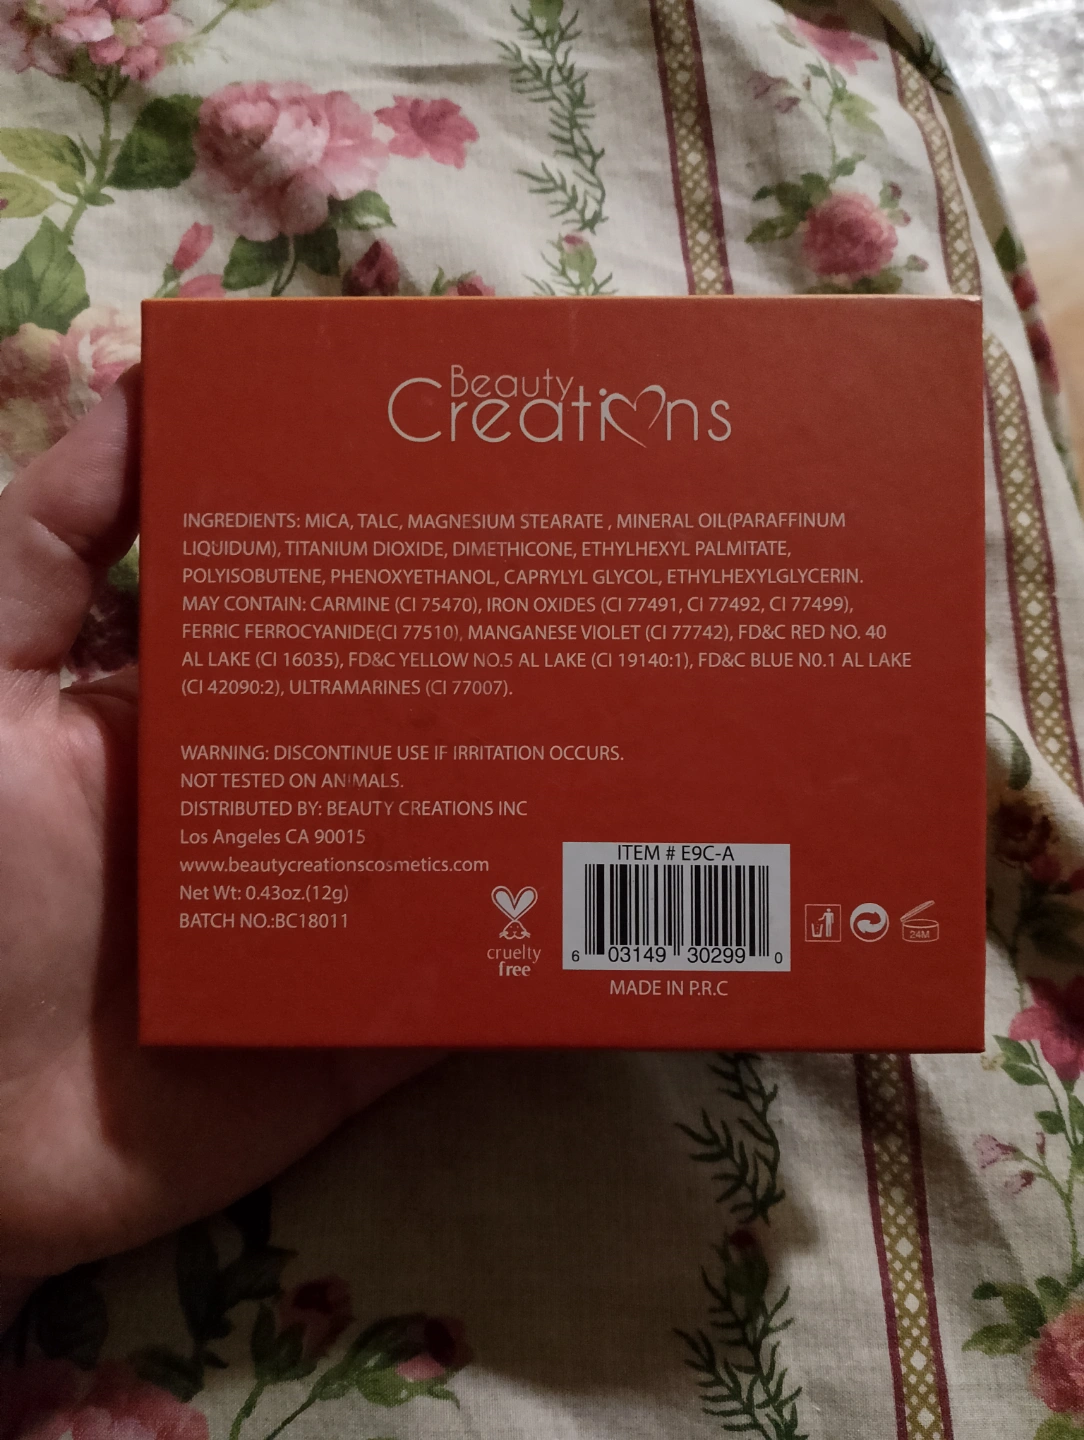 Beauty
Creations
INGREDIENTS: MICA, TALC, MAGNESIUM STEARATE , MINERAL OIL(PARAFFINUM
LIQUIDUM), TITANIUM DIOXIDE, DIMETHICONE, ETHYLHEXYL PALMITATE,
POLYISOBUTENE, PHENOXYETHANOL, CAPRYLYL GLYCOL, ETHYLHEXYLGLYCERIN.
MAY CONTAIN: CARMINE (CI 75470), IRON OXIDES (CI 77491, CI 77492, CI 77499),
FERRIC FERROCYANIDE(CI 77510), MANGANESE VIOLET (CI 77742), FD&C RED NO. 40
AL LAKE (CI 16035), FD&C YELLOW NO.5 AL LAKE (CI 19140:1), FD&C BLUE N0.1 AL LAKE
(CI 42090:2), ULTRAMARINES (CI 77007).
WARNING: DISCONTINUE USE IF IRRITATION OCCURS.
NOT TESTED ON ANIMALS.
DISTRIBUTED BY: BEAUTY CREATIONS INC
Los Angeles CA 90015
www.beautycreationscosmetics.com
Net Wt: 0.43oz.(12g)
BATCH NO.:BC18011
cruelty
free
ITEM # E9C-A
6 03149 30299 0
MADE IN P.R.C
24M